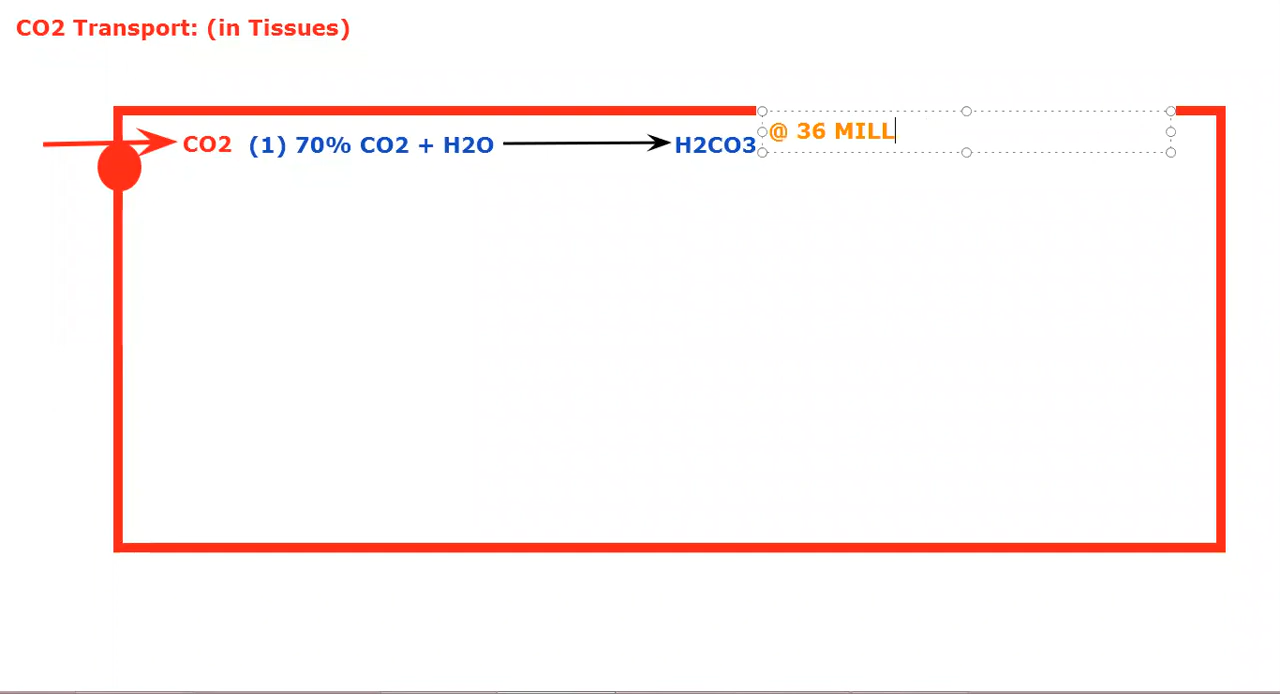 CO2 Transport: (in Tissues)
@ 36 MILL
CO2 (1) 70% CO2 + H2O H2CO3